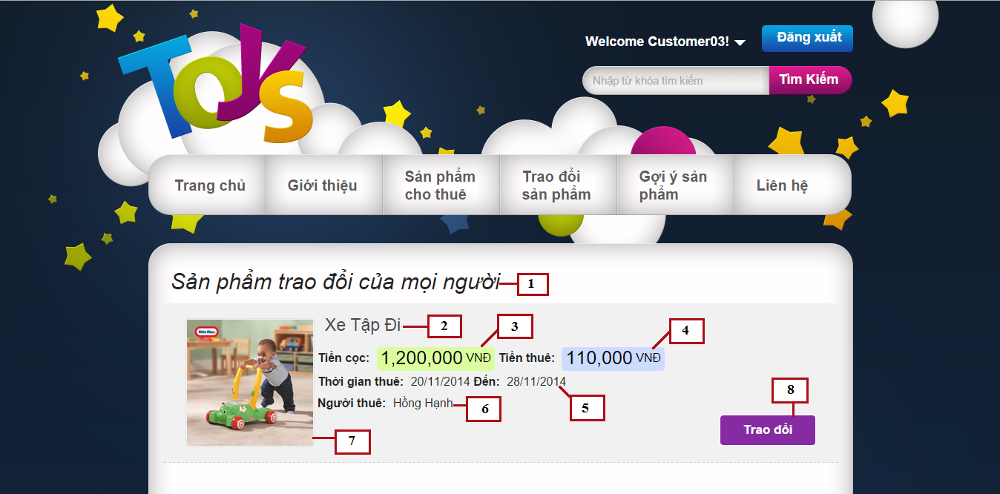 Toys
Welcome Customer03!
Đăng xuất
Nhập từ khóa tìm kiếm
Tìm Kiếm
Trang chủ
Giới thiệu
Sản phẩm
cho thuê
Trao đổi
sản phẩm
Gợi ý sản
phẩm
Liên hệ
Sản phẩm trao đổi của mọi người
1
little tikes
Xe Tập Đi
2
3
4
Tiền cọc: 1,200,000 VNĐ Tiền thuê: 110,000 VNĐ
Thời gian thuê: 20/11/2014 Đến: 28/11/2014
5
Người thuê: Hồng Hạnh
6
7
8
Trao đổi